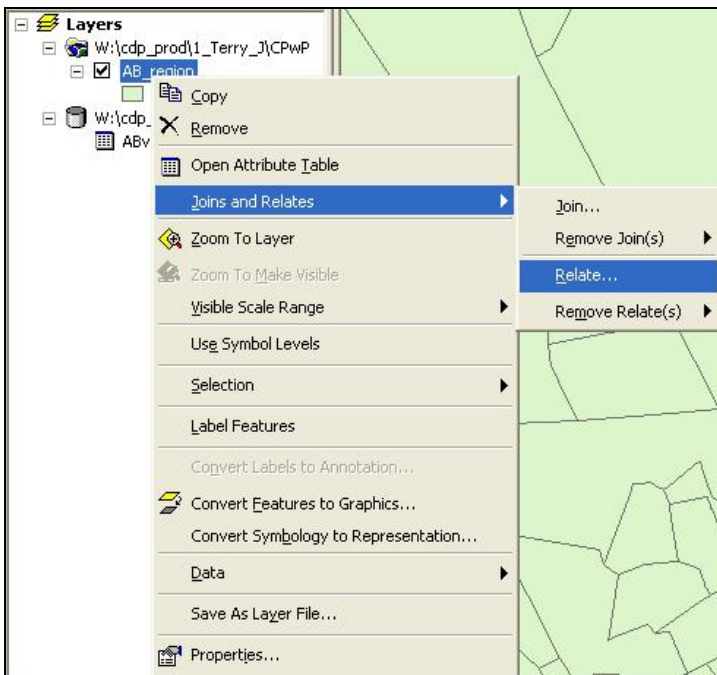 Layers
W:\cdp_prod\1_Terry_J\CPwP
AB_region
W:\cdp_
ABv
Copy
Remove
Open Attribute Table
Joins and Relates
Zoom To Layer
Zoom To Make Visible
Visible Scale Range
Use Symbol Levels
Selection
Label Features
Convert Labels to Annotation...
Convert Features to Graphics...
Convert Symbology to Representation...
Data
Save As Layer File...
Properties...
Join...
Remove Join(s)
Relate...
Remove Relate(s)